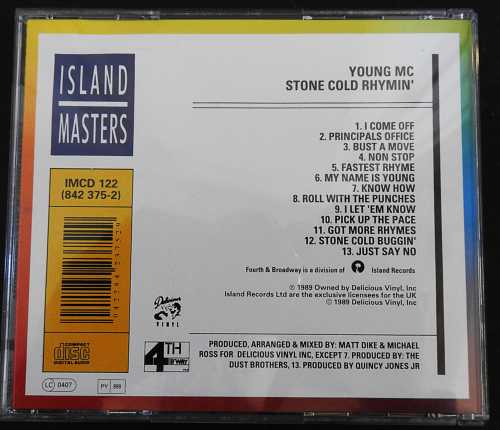 ISLAND
MASTERS
YOUNG MC
STONE COLD RHYMIN'
IMCD 122
(842 375-2)
1. I COME OFF
2. PRINCIPALS OFFICE
3. BUST A MOVE
4. NON STOP
5. FASTEST RHYME
6. MY NAME IS YOUNG
7. KNOW HOW
8. ROLL WITH THE PUNCHES
9. I LET 'EM KNOW
10. PICK UP THE PACE
11. GOT MORE RHYMES
12. STONE COLD BUGGIN'
13. JUST SAY NO
Fourth & Broadway is a division of Island Records
℗ 1989 Owned by Delicious Vinyl, Inc
Island Records Ltd are the exclusive licensees for the UK
© 1989 Delicious Vinyl, Inc
Delicious
VINYL
4TH
B'WAY
PRODUCED, ARRANGED & MIXED BY: MATT DIKE & MICHAEL
ROSS FOR DELICIOUS VINYL INC, EXCEPT 7. PRODUCED BY: THE
DUST BROTHERS, 13. PRODUCED BY QUINCY JONES JR
COMPACT
disc
DIGITAL AUDIO
LC 0407
PY